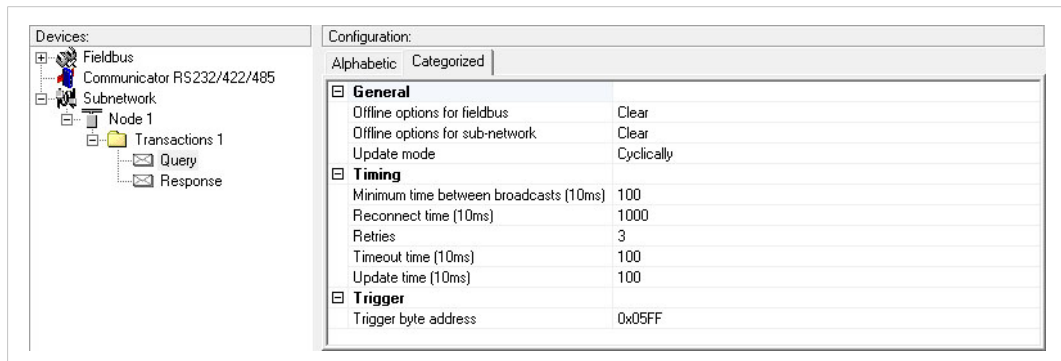 Devices:
Fieldbus
Communicator RS232/422/485
Subnetwork
Node 1
Transactions 1
Query
Response
Configuration:
Alphabetic Categorized
General
Offline options for fieldbus Clear
Offline options for sub-network Clear
Update mode Cyclically
Timing
Minimum time between broadcasts (10ms) 100
Reconnect time (10ms) 1000
Retries 3
Timeout time (10ms) 100
Update time (10ms) 100
Trigger
Trigger byte address 0x05FF